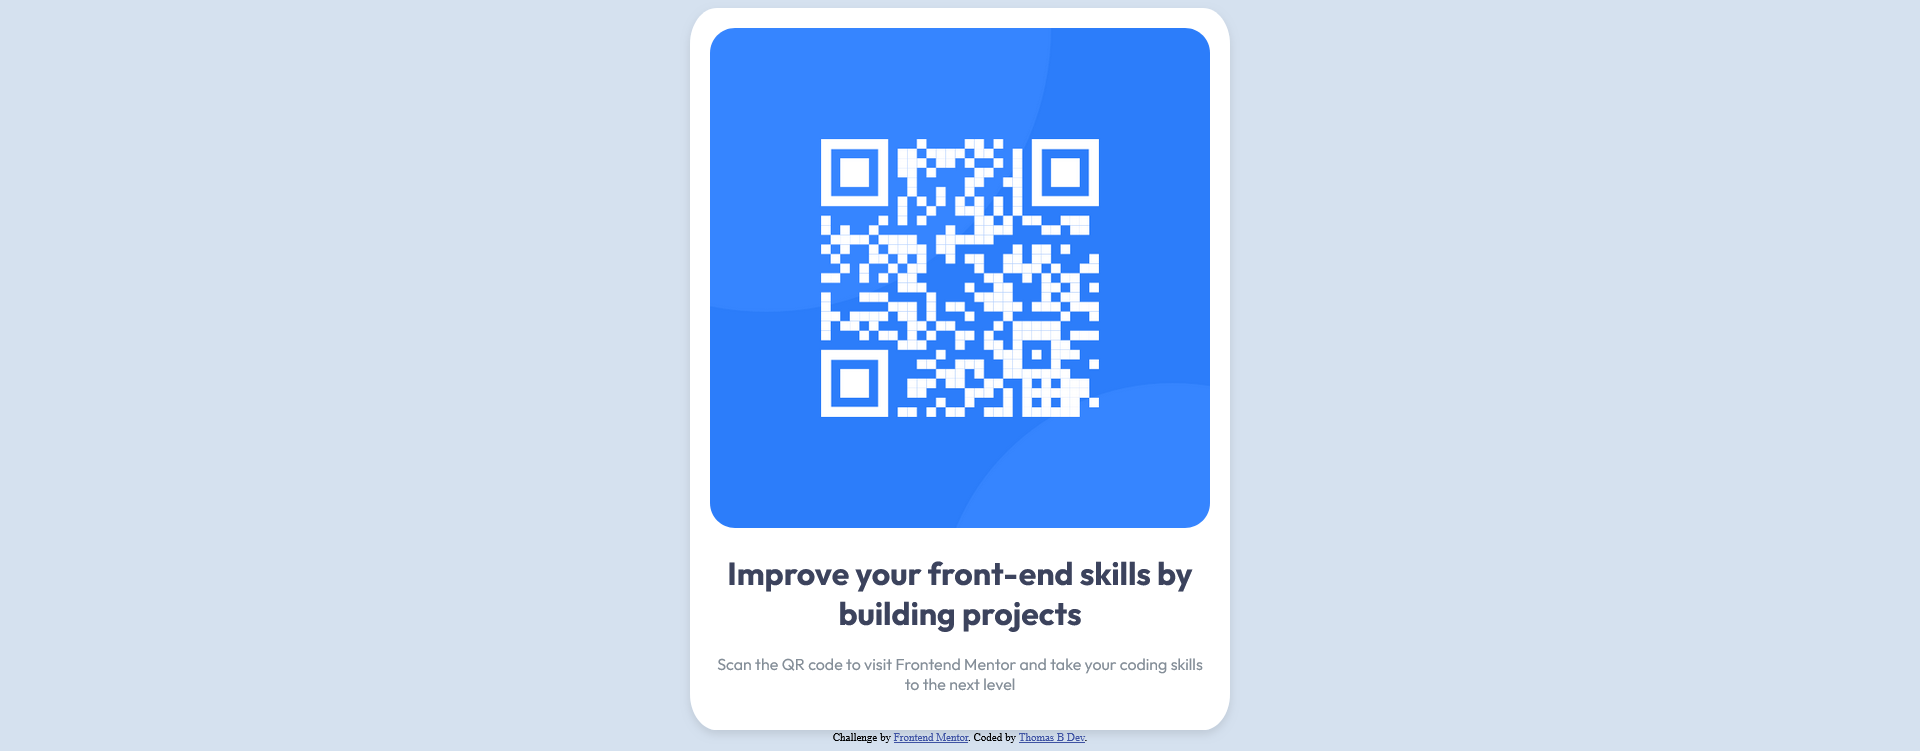 Improve your front-end skills by
building projects
Scan the QR code to visit Frontend Mentor and take your coding skills
to the next level
Challenge by Frontend Mentor. Coded by Thomas B Dev.